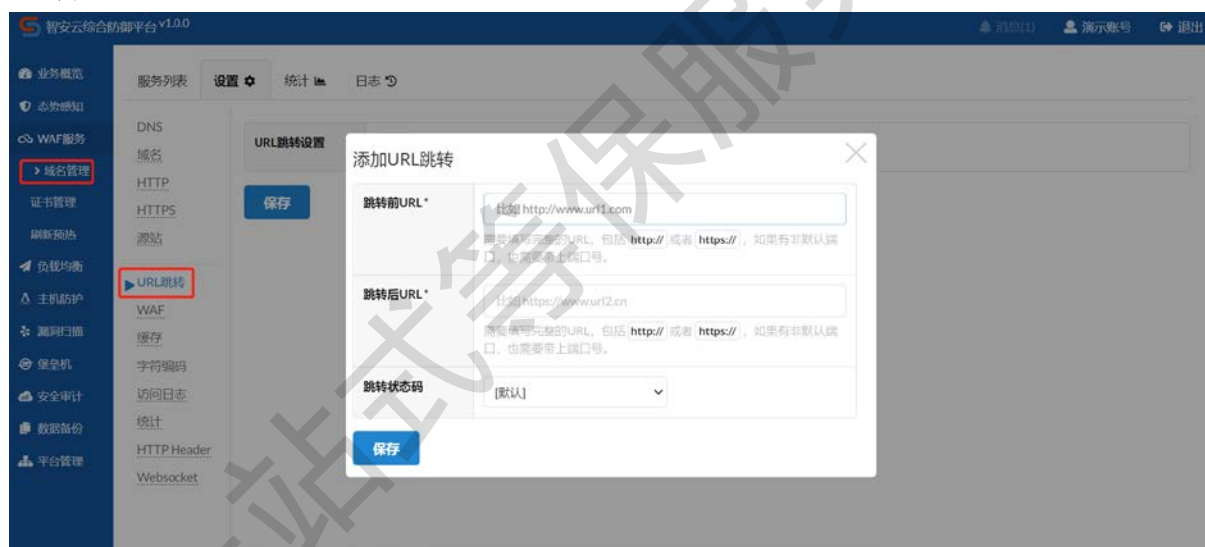 智安云综合防御平台 v1.0.0
消息(1)
演示账号
退出
业务概览
态势感知
WAF服务
域名管理
证书管理
刷新预热
负载均衡
主机防护
漏洞扫描
堡垒机
安全审计
数据备份
平台管理
服务列表
设置
统计
日志
DNS
域名
HTTP
HTTPS
源站
URL跳转
WAF
缓存
字符编码
访问日志
统计
HTTP Header
Websocket
URL跳转设置
保存
添加URL跳转
跳转前URL *
比如 http://www.url1.com
需要填写完整的URL，包括 http:// 或者 https:// ，如果有非默认端
口，也需要带上端口号。
跳转后URL *
比如 https://www.url2.cn
需要填写完整的URL，包括 http:// 或者 https:// ，如果有非默认端
口，也需要带上端口号。
跳转状态码
[默认]
保存
站式等保服务